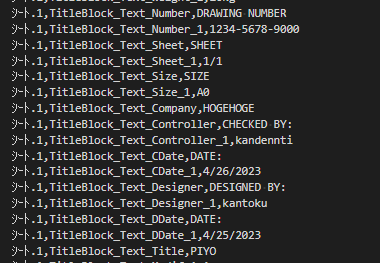 シート.1,TitleBlock_Text_Number,DRAWING NUMBER
シート.1,TitleBlock_Text_Number_1,1234-5678-9000
シート.1,TitleBlock_Text_Sheet,SHEET
シート.1,TitleBlock_Text_Sheet_1,1/1
シート.1,TitleBlock_Text_Size,SIZE
シート.1,TitleBlock_Text_Size_1,A0
シート.1,TitleBlock_Text_Company,HOGEHOGE
シート.1,TitleBlock_Text_Controller,CHECKED BY:
シート.1,TitleBlock_Text_Controller_1,kandennti
シート.1,TitleBlock_Text_CDate,DATE:
シート.1,TitleBlock_Text_CDate_1,4/26/2023
シート.1,TitleBlock_Text_Designer,DESIGNED BY:
シート.1,TitleBlock_Text_Designer_1,kantoku
シート.1,TitleBlock_Text_DDate,DATE:
シート.1,TitleBlock_Text_DDate_1,4/25/2023
シート.1,TitleBlock_Text_Title,PIYO